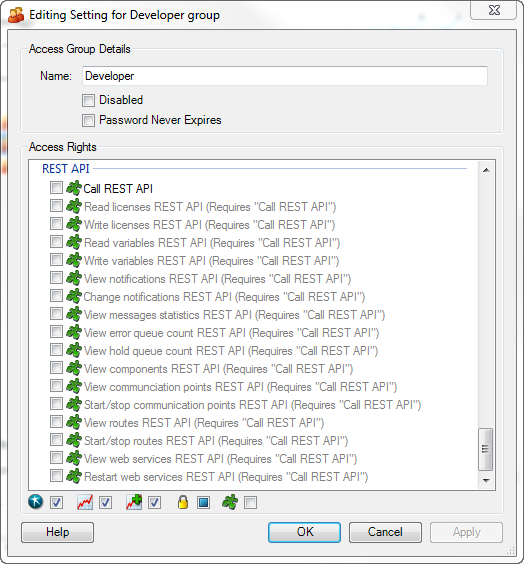 Editing Setting for Developer group
Access Group Details
Name: Developer
Disabled
Password Never Expires
Access Rights
REST API
Call REST API
Read licenses REST API (Requires "Call REST API")
Write licenses REST API (Requires "Call REST API")
Read variables REST API (Requires "Call REST API")
Write variables REST API (Requires "Call REST API")
View notifications REST API (Requires "Call REST API")
Change notifications REST API (Requires "Call REST API")
View messages statistics REST API (Requires "Call REST API")
View error queue count REST API (Requires "Call REST API")
View hold queue count REST API (Requires "Call REST API")
View components REST API (Requires "Call REST API")
View communciation points REST API (Requires "Call REST API")
Start/stop communication points REST API (Requires "Call REST API")
View routes REST API (Requires "Call REST API")
Start/stop routes REST API (Requires "Call REST API")
View web services REST API (Requires "Call REST API")
Restart web services REST API (Requires "Call REST API")
Help OK Cancel Apply